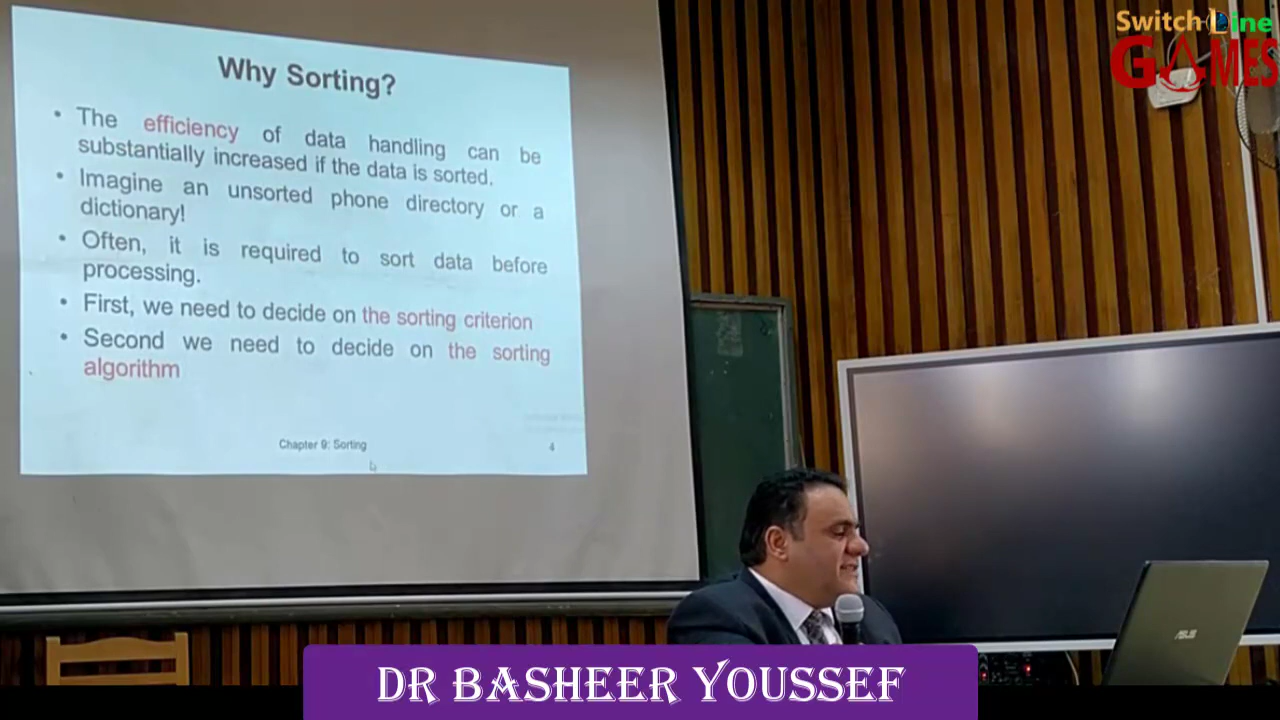 Switch Line
GAMES
Why Sorting?
• The efficiency of data handling can be
substantially increased if the data is sorted.
• Imagine an unsorted phone directory or a
dictionary!
• Often, it is required to sort data before
processing.
• First, we need to decide on the sorting criterion
• Second we need to decide on the sorting
algorithm
Chapter 9: Sorting 4
ASUS
DR BASHEER YOUSSEF